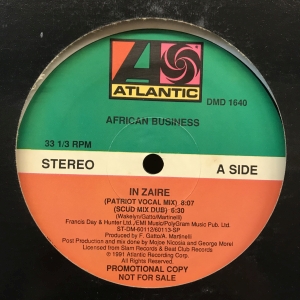 ATLANTIC
DMD 1640
AFRICAN BUSINESS
33 1/3 RPM
STEREO
A SIDE
IN ZAIRE
(PATRIOT VOCAL MIX) 8:07
(SCUD MIX DUB) 6:30
(Wakelyn/Gatto/Martinelli)
Francis Day & Hunter Ltd./EMI Music/PolyGram Music Pub. Ltd.
ST-DM-60112/60113-SP
Produced by F. Gatto/A. Martinelli
Post Production and mix done by Mojoe Nicosia and George Morel
Licensed from Slam Records & Beat Club Records
℗ 1991 Atlantic Recording Corp.
All Rights Reserved.
PROMOTIONAL COPY
NOT FOR SALE